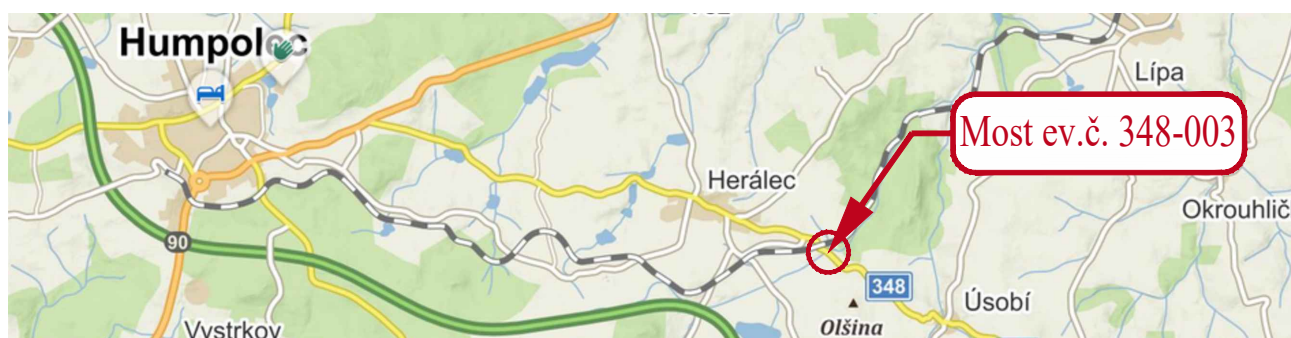 Humpolec
Lípa
Most ev.č. 348-003
Herálec
Okrouhlič
90
348
Úsobí
Vystrkov
Olšina